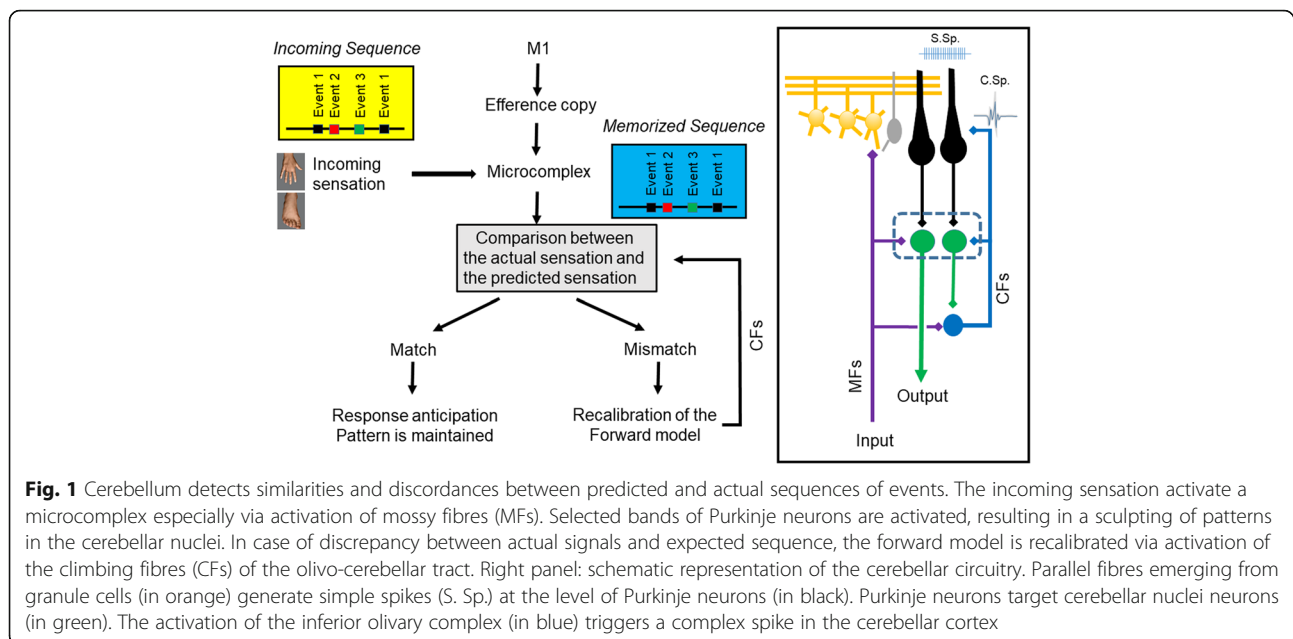 Incoming Sequence
Event 1
Event 2
Event 3
Event 1
Incoming
sensation
M1
Efference copy
Microcomplex
Memorized Sequence
Event 1
Event 2
Event 3
Event 1
Comparison between
the actual sensation and
the predicted sensation
Match
Mismatch
CFs
Response anticipation
Pattern is maintained
Recalibration of the
Forward model
S.Sp.
C.Sp.
CFs
MFs
Output
Input
Fig. 1 Cerebellum detects similarities and discordances between predicted and actual sequences of events. The incoming sensation activate a
microcomplex especially via activation of mossy fibres (MFs). Selected bands of Purkinje neurons are activated, resulting in a sculpting of patterns
in the cerebellar nuclei. In case of discrepancy between actual signals and expected sequence, the forward model is recalibrated via activation of
the climbing fibres (CFs) of the olivo-cerebellar tract. Right panel: schematic representation of the cerebellar circuitry. Parallel fibres emerging from
granule cells (in orange) generate simple spikes (S. Sp.) at the level of Purkinje neurons (in black). Purkinje neurons target cerebellar nuclei neurons
(in green). The activation of the inferior olivary complex (in blue) triggers a complex spike in the cerebellar cortex